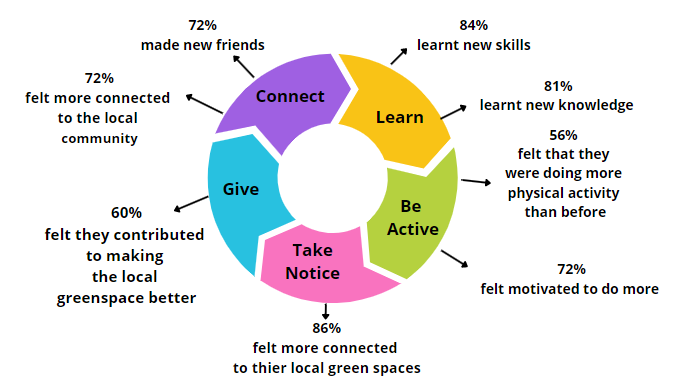 72%
made new friends
84%
learnt new skills
72%
felt more connected
to the local
community
81%
learnt new knowledge
56%
felt that they
were doing more
physical activity
than before
Connect
Learn
Give
Be
Active
Take
Notice
60%
felt they contributed
to making
the local
greenspace better
72%
felt motivated to do more
86%
felt more connected
to thier local green spaces